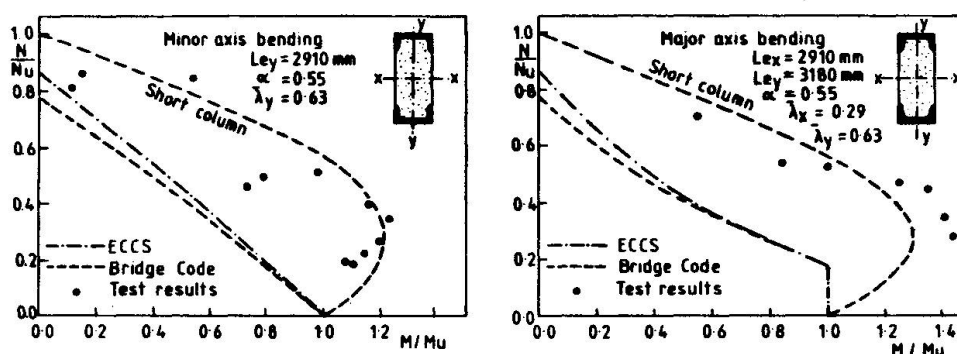 Minor axis bending
Ley = 2910 mm
α = 0.55
λ̄y = 0.63
Short column
N
Nu
1.0
0.8
0.6
0.4
0.2
0.0
ECCS
Bridge Code
Test results
0.0 0.2 0.4 0.6 0.8 1.0 1.2
M/Mu
y
x x
y
Major axis bending
Lex = 2910 mm
Ley = 3180 mm
α = 0.55
λ̄x = 0.29
λ̄y = 0.63
Short column
N
Nu
1.0
0.8
0.6
0.4
0.2
0.0
ECCS
Bridge Code
Test results
0.0 0.2 0.4 0.6 0.8 1.0 1.2 1.4
M/Mu
y
x x
y